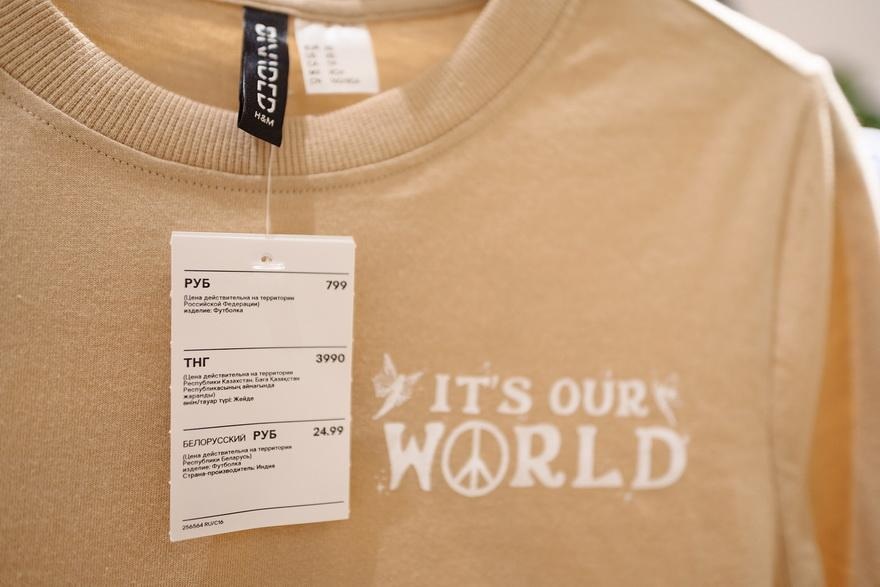 DIVIDED
H&M
РУБ 799
(Цена действительна на территории
Российской Федерации)
изделие: Футболка
ТНГ 3990
(Цена действительна на территории
Республики Казахстан. Баға Қазақстан
Республикасының аймағында
жарамды)
өнім/тауар түрі: Жейде
БЕЛОРУССКИЙ РУБ 24.99
(Цена действительна на территории
Республики Беларусь)
изделие: Футболка
Страна-производитель: Индия
256564 RU/C16
IT'S OUR
WORLD